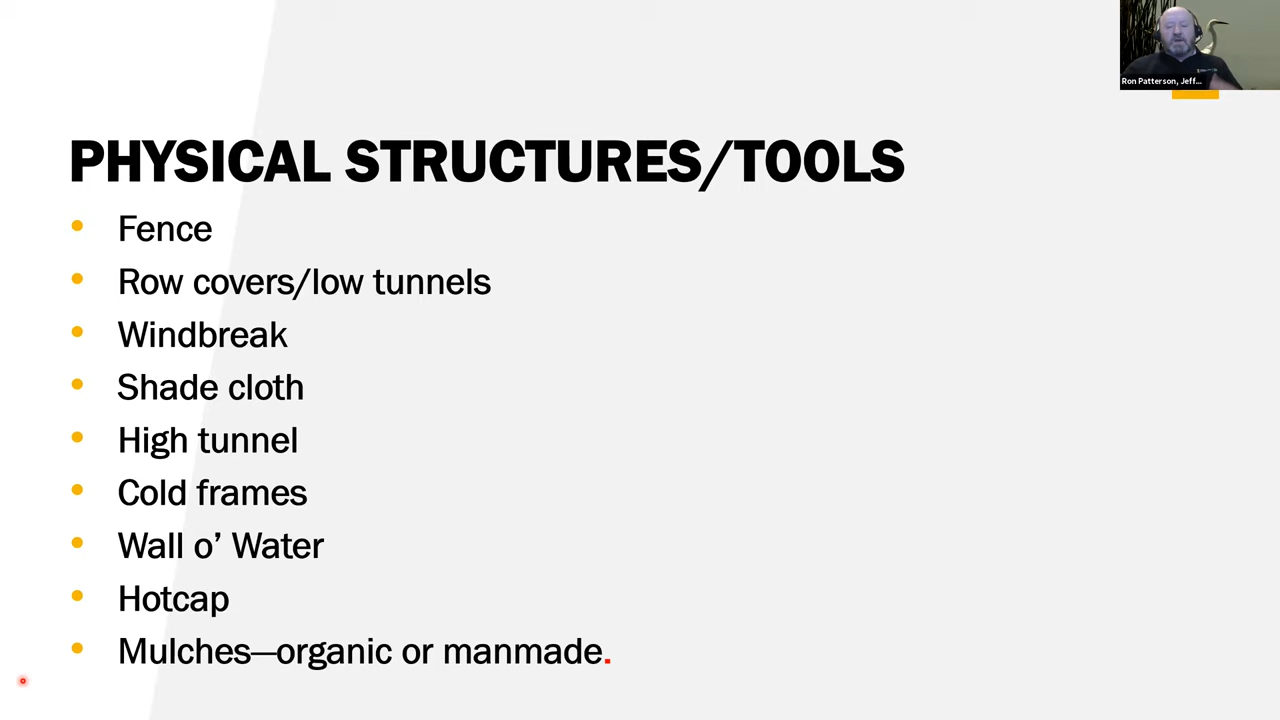 Ron Patterson, Jeff...
PHYSICAL STRUCTURES/TOOLS
• Fence
• Row covers/low tunnels
• Windbreak
• Shade cloth
• High tunnel
• Cold frames
• Wall o’ Water
• Hotcap
• Mulches—organic or manmade.